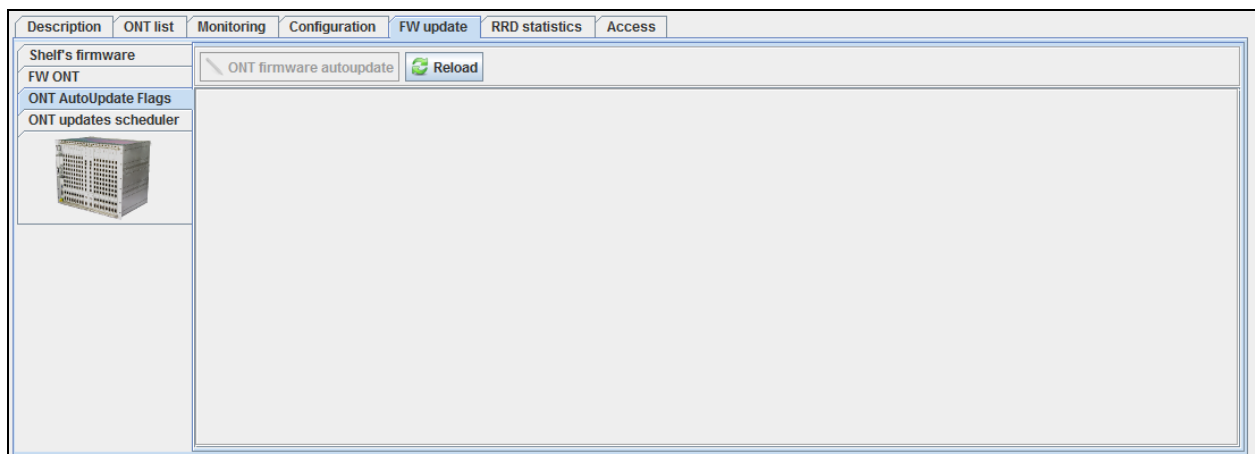 Description ONT list Monitoring Configuration FW update RRD statistics Access
Shelf's firmware
FW ONT
ONT AutoUpdate Flags
ONT updates scheduler
ONT firmware autoupdate Reload